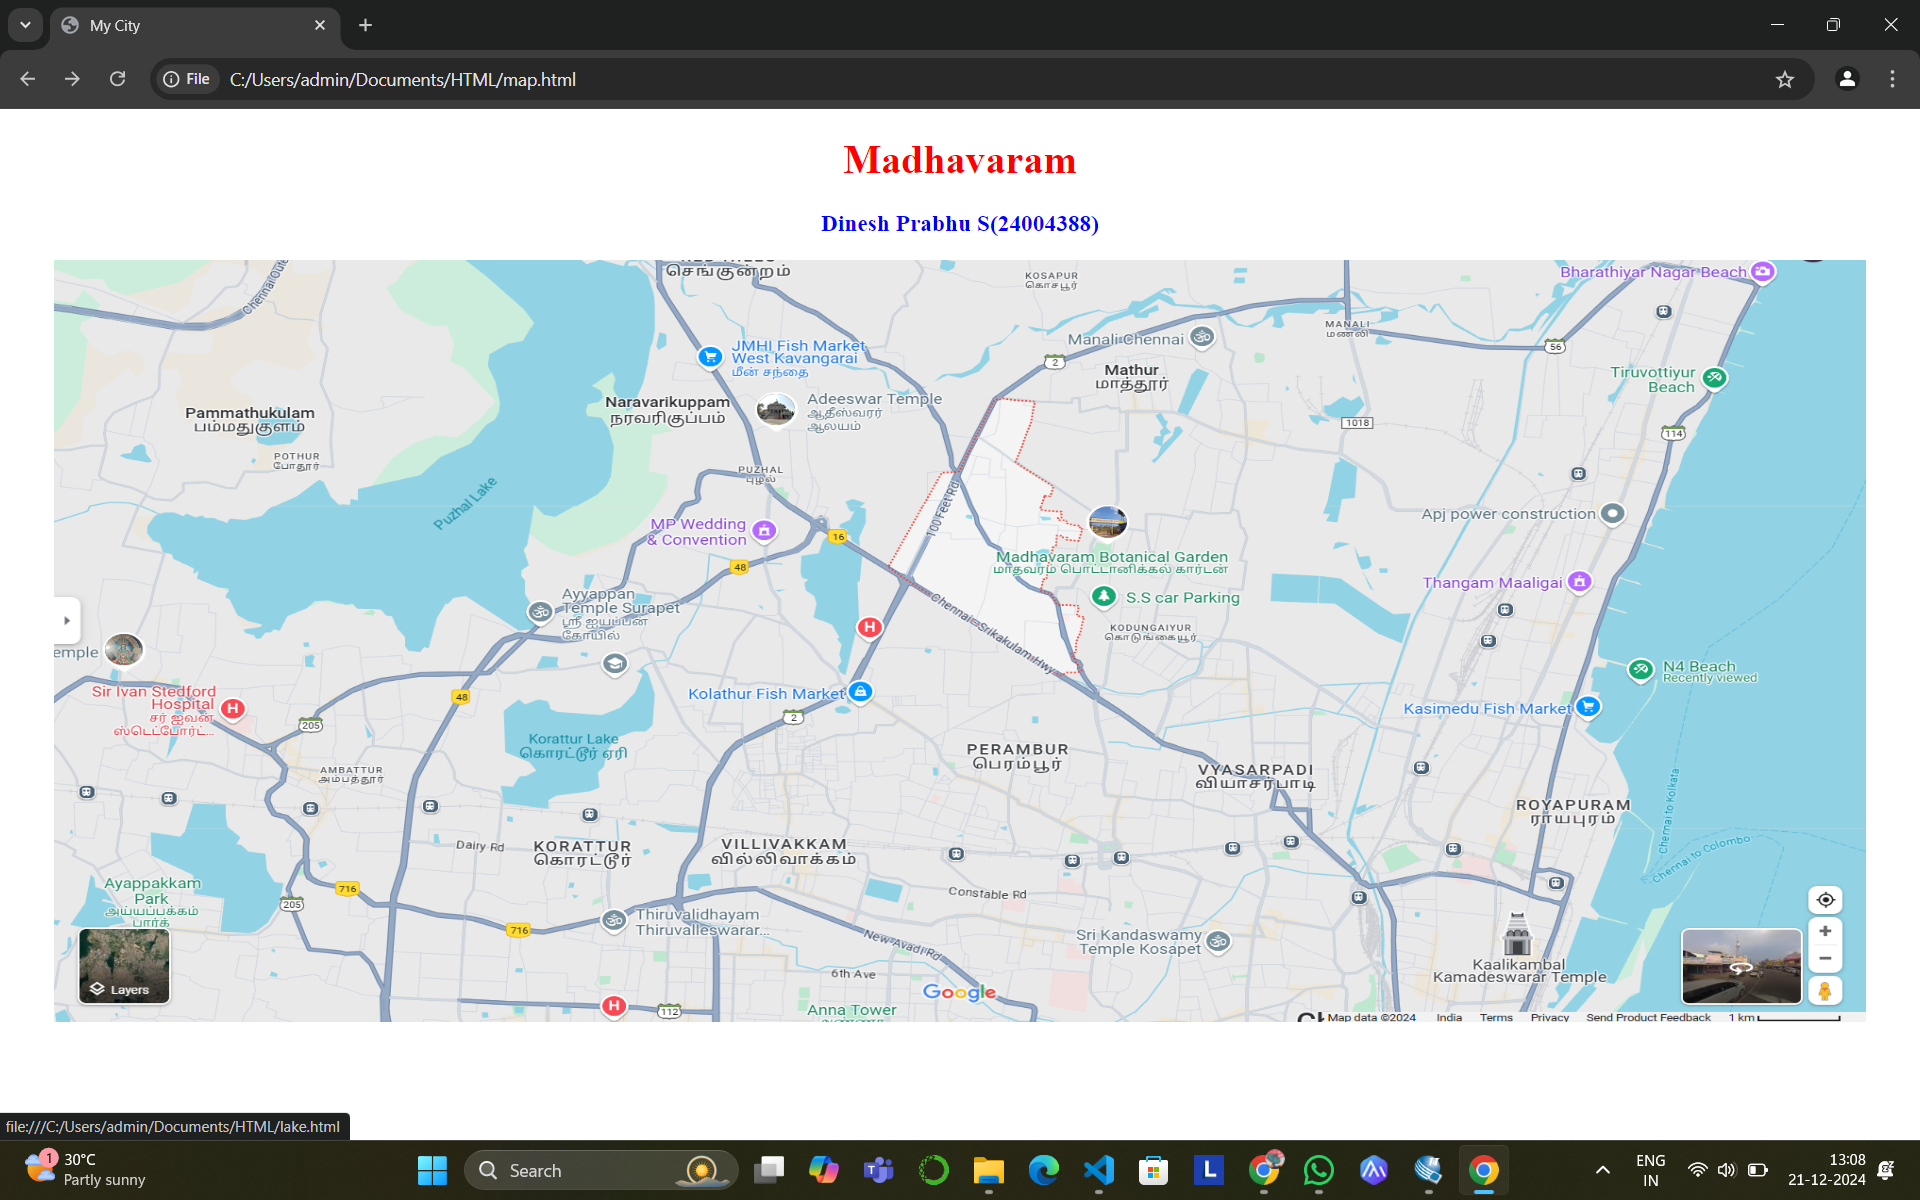 My City
File
C:/Users/admin/Documents/HTML/map.html
Madhavaram
Dinesh Prabhu S(24004388)
செங்குன்றம்
KOSAPUR
கொசபூர்
Bharathiyar Nagar Beach
Chennai Oute
JMHI Fish Market
West Kavangarai
மீன் சந்தை
Manali Chennai
MANALI
மணலி
2
56
Mathur
மாத்தூர்
Tiruvottiyur
Beach
Pammathukulam
பம்மதுகுளம்
Naravarikuppam
நரவரிகுப்பம்
Adeeswar Temple
ஆதீஸ்வரர்
ஆலயம்
1018
114
POTHUR
போதூர்
PUZHAL
புழல்
Puzhal Lake
100 Feet Rd
MP Wedding
& Convention
16
48
Apj power construction
Madhavaram Botanical Garden
மாதவரம் பொட்டானிக்கல் கார்டன்
Thangam Maaligai
Ayyappan
Temple Surapet
ஸ்ரீ ஐயப்பன்
கோயில்
S.S car Parking
Chennai - Srikakulam Hwy
KODUNGAIYUR
கொடுங்கையூர்
H
emple
N4 Beach
Recently viewed
Sir Ivan Stedford
Hospital
சர் ஐவன்
ஸ்டெட்போர்ட்...
H
48
Kolathur Fish Market
Kasimedu Fish Market
205
2
Korattur Lake
கொரட்டூர் ஏரி
PERAMBUR
பெரம்பூர்
AMBATTUR
அம்பத்தூர்
VYASARPADI
வியாசர்பாடி
ROYAPURAM
ராயபுரம்
Chennai to Kolkata
Chennai to Colombo
Dairy Rd
KORATTUR
கொரட்டூர்
VILLIVAKKAM
வில்லிவாக்கம்
Ayappakkam
Park
அய்யப்பக்கம்
பார்க்
716
205
Constable Rd
716
Thiruvalidhayam
Thiruvalleswarar...
New Avadi Rd
Sri Kandaswamy
Temple Kosapet
Kaalikambal
Kamadeswarar Temple
6th Ave
Layers
Google
H
112
Anna Tower
Map data ©2024 India Terms Privacy Send Product Feedback 1 km
file:///C:/Users/admin/Documents/HTML/lake.html
1
30°C
Partly sunny
Search
L
ENG
IN
13:08
21-12-2024